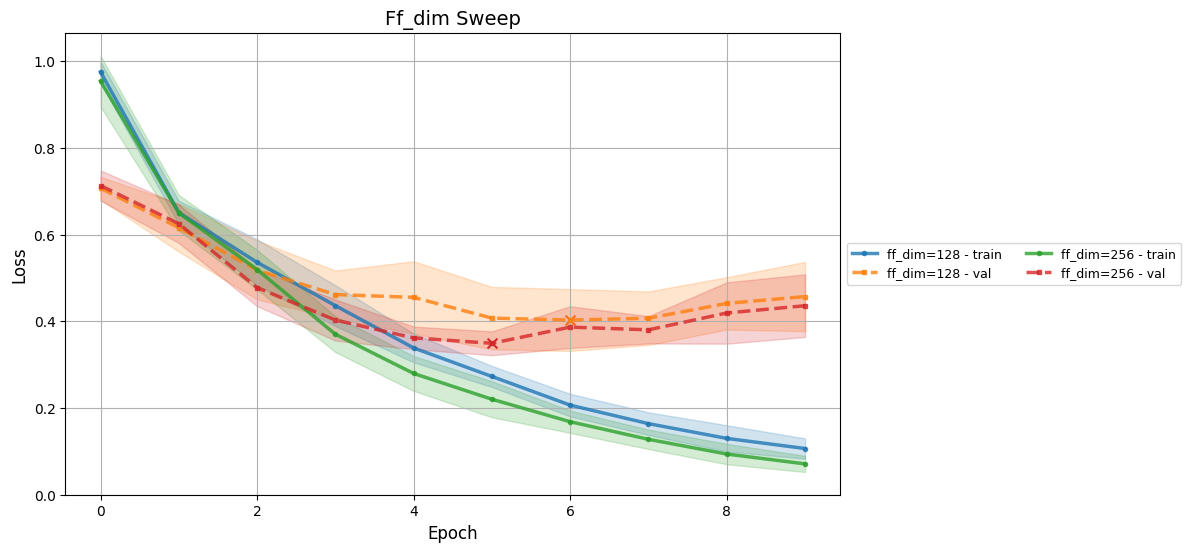 Ff_dim Sweep
1.0
0.8
0.6
0.4
0.2
0.0
Loss
0 2 4 6 8
Epoch
ff_dim=128 - train
ff_dim=128 - val
ff_dim=256 - train
ff_dim=256 - val